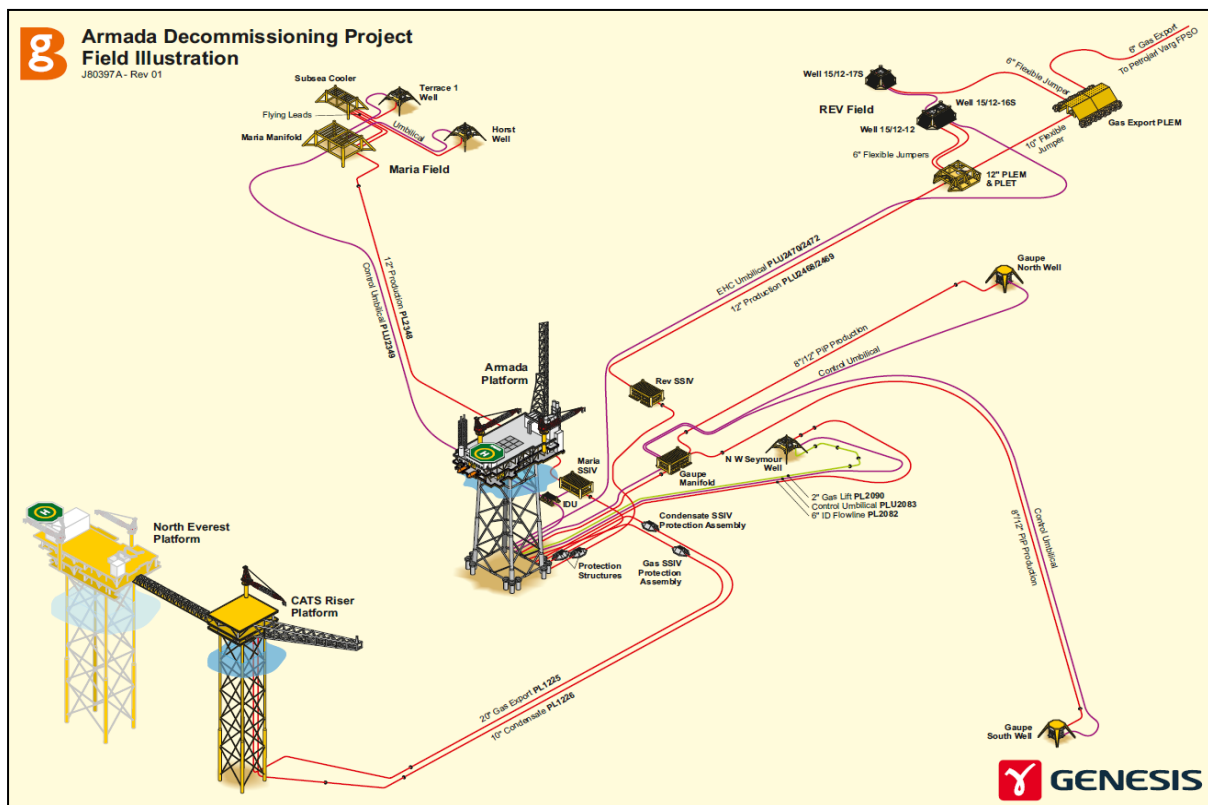 bg
Armada Decommissioning Project
Field Illustration
J80397A - Rev 01
Subsea Cooler
Terrace 1
Well
Flying Leads
Umbilical
Horst
Well
Maria Manifold
Maria Field
Control Umbilical PLU2349
12" Production PL2348
Well 15/12-17S
REV Field
Well 15/12-16S
Well 15/12-12
6" Flexible Jumper
6" Gas Export
To Petrojarl Varg FPSO
Gas Export PLEM
10" Flexible
Jumper
6" Flexible Jumpers
12" PLEM
& PLET
EHC Umbilical PLU2470/2472
12" Production PLU2468/2469
Gaupe
North Well
8"/12" PIP Production
Control Umbilical
Armada
Platform
H
Rev SSIV
Maria
SSIV
IDU
Gaupe
Manifold
N W Seymour
Well
2" Gas Lift PL2090
Control Umbilical PLU2083
6" ID Flowline PL2082
Condensate SSIV
Protection Assembly
Gas SSIV
Protection
Assembly
Protection
Structures
Control Umbilical
8"/12" PIP Production
H
North Everest
Platform
CATS Riser
Platform
20" Gas Export PL1225
10" Condensate PL1226
Gaupe
South Well
GENESIS